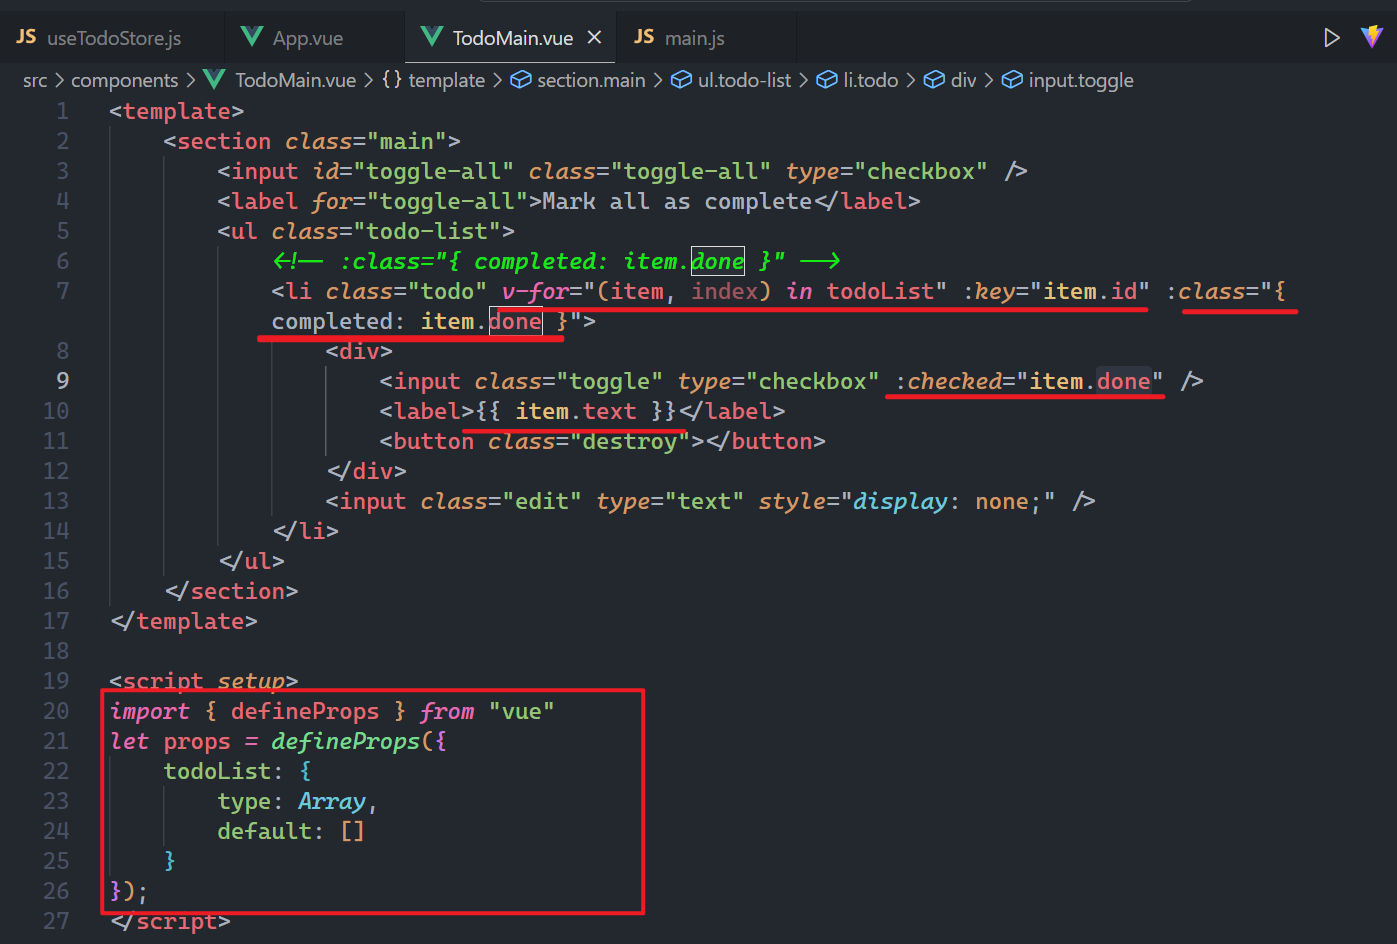 JS useTodoStore.js App.vue TodoMain.vue × JS main.js
src > components > TodoMain.vue > {} template > section.main > ul.todo-list > li.todo > div > input.toggle
1 <template>
2 <section class="main">
3 <input id="toggle-all" class="toggle-all" type="checkbox" />
4 <label for="toggle-all">Mark all as complete</label>
5 <ul class="todo-list">
6 <!-- :class="{ completed: item.done }" -->
7 <li class="todo" v-for="(item, index) in todoList" :key="item.id" :class="{
completed: item.done }">
8 <div>
9 <input class="toggle" type="checkbox" :checked="item.done" />
10 <label>{{ item.text }}</label>
11 <button class="destroy"></button>
12 </div>
13 <input class="edit" type="text" style="display: none;" />
14 </li>
15 </ul>
16 </section>
17 </template>
18
19 <script setup>
20 import { defineProps } from "vue"
21 let props = defineProps({
22 todoList: {
23 type: Array,
24 default: []
25 }
26 });
27 </script>